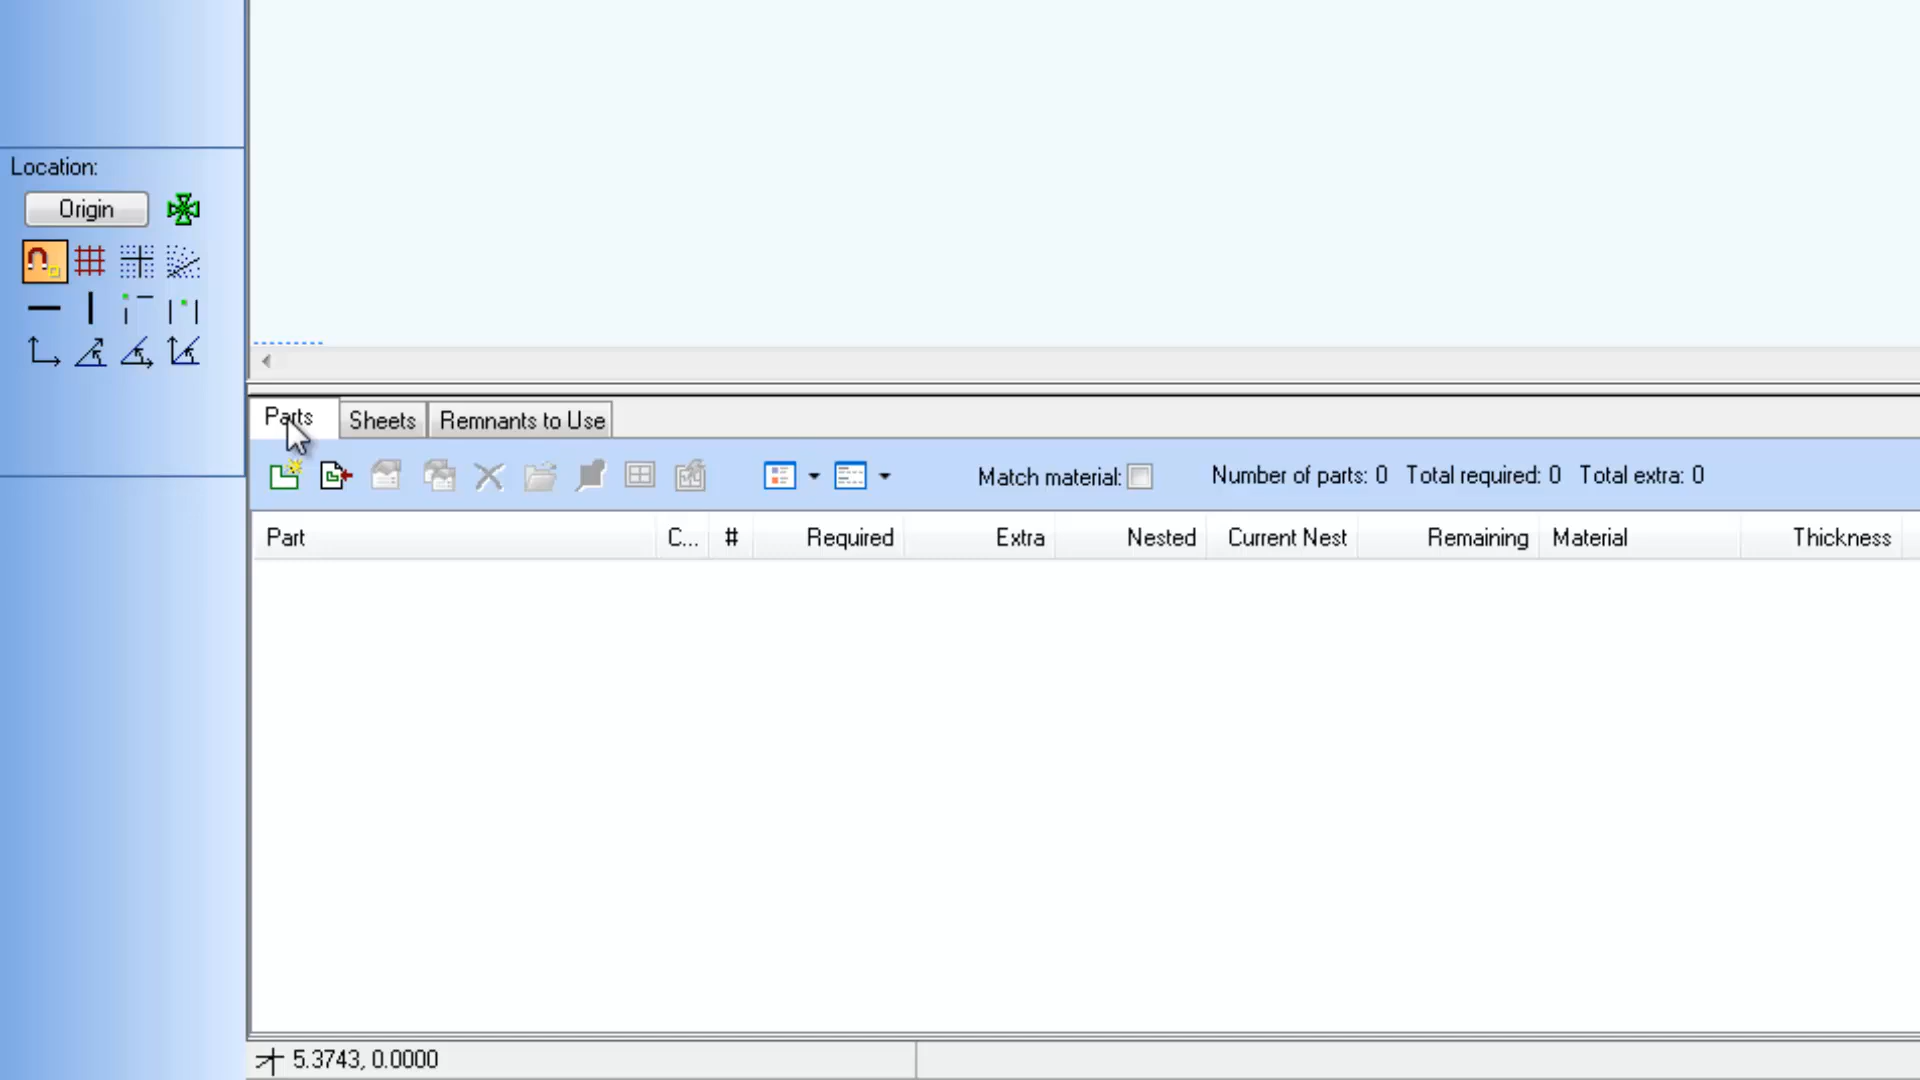 Location:
Origin
Parts Sheets Remnants to Use
Match material: Number of parts: 0 Total required: 0 Total extra: 0
Part C... # Required Extra Nested Current Nest Remaining Material Thickness
5.3743, 0.0000